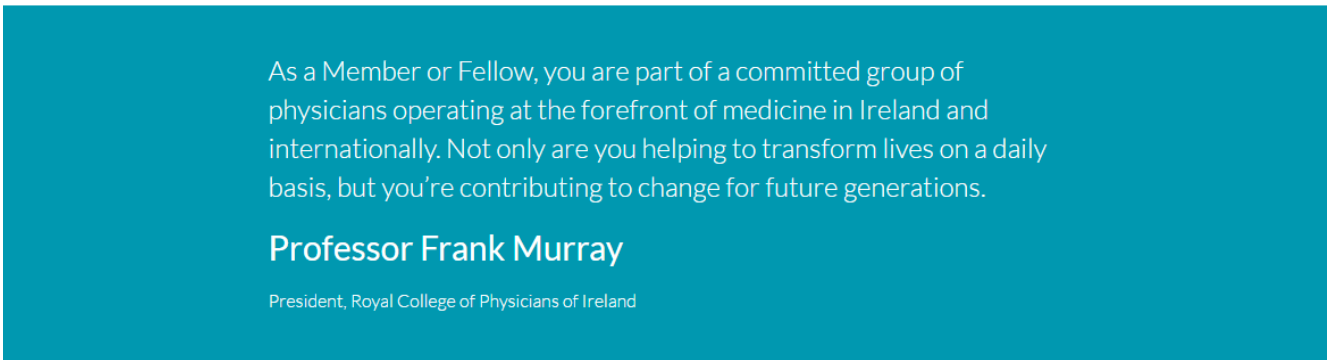 As a Member or Fellow, you are part of a committed group of
physicians operating at the forefront of medicine in Ireland and
internationally. Not only are you helping to transform lives on a daily
basis, but you’re contributing to change for future generations.
Professor Frank Murray
President, Royal College of Physicians of Ireland